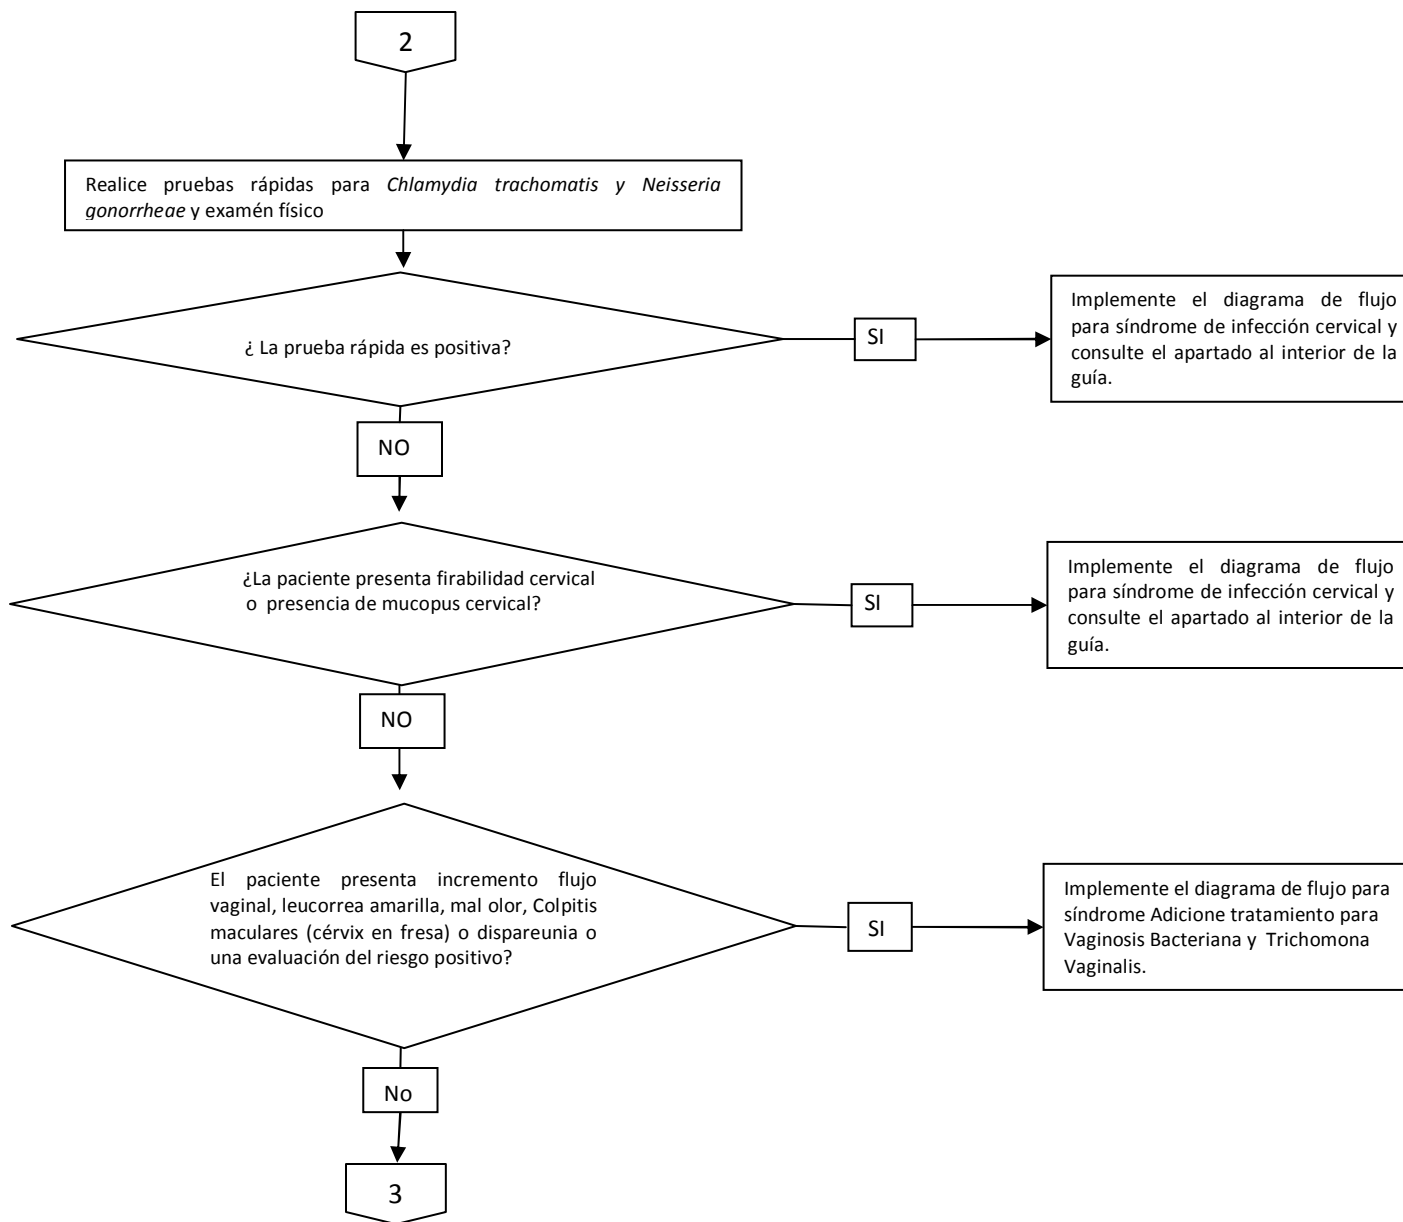 2
Realice pruebas rápidas para Chlamydia trachomatis y Neisseria
gonorrheae y examén físico
¿ La prueba rápida es positiva?
SI
Implemente el diagrama de flujo
para síndrome de infección cervical y
consulte el apartado al interior de la
guía.
NO
¿La paciente presenta firabilidad cervical
o presencia de mucopus cervical?
SI
Implemente el diagrama de flujo
para síndrome de infección cervical y
consulte el apartado al interior de la
guía.
NO
El paciente presenta incremento flujo
vaginal, leucorrea amarilla, mal olor, Colpitis
maculares (cérvix en fresa) o dispareunia o
una evaluación del riesgo positivo?
SI
Implemente el diagrama de flujo para
síndrome Adicione tratamiento para
Vaginosis Bacteriana y Trichomona
Vaginalis.
No
3